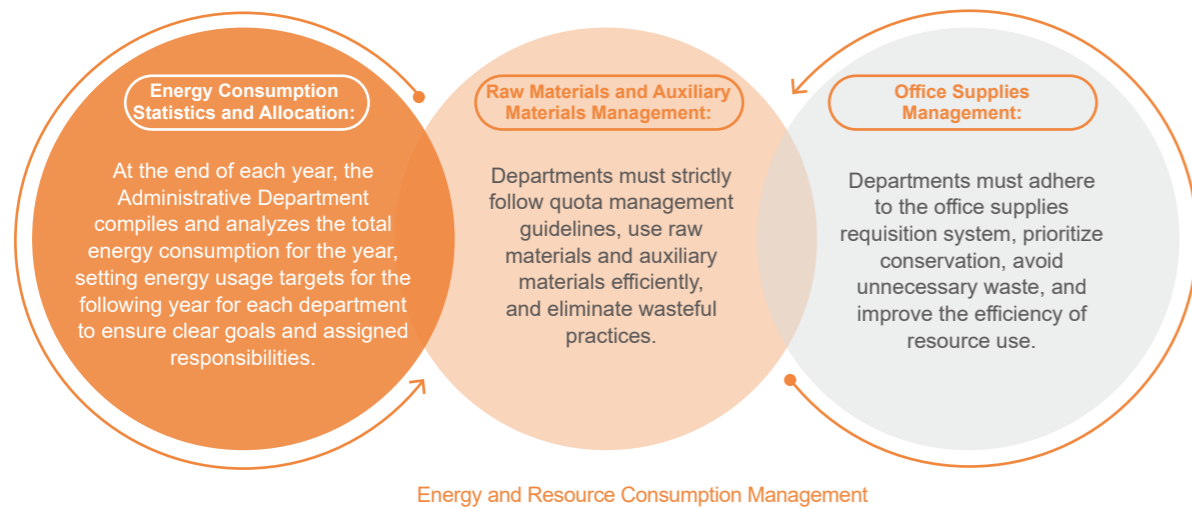 Energy Consumption
Statistics and Allocation:
At the end of each year, the
Administrative Department
compiles and analyzes the total
energy consumption for the year,
setting energy usage targets for the
following year for each department
to ensure clear goals and assigned
responsibilities.
Raw Materials and Auxiliary
Materials Management:
Departments must strictly
follow quota management
guidelines, use raw
materials and auxiliary
materials efficiently,
and eliminate wasteful
practices.
Office Supplies
Management:
Departments must adhere
to the office supplies
requisition system, prioritize
conservation, avoid
unnecessary waste, and
improve the efficiency of
resource use.
Energy and Resource Consumption Management